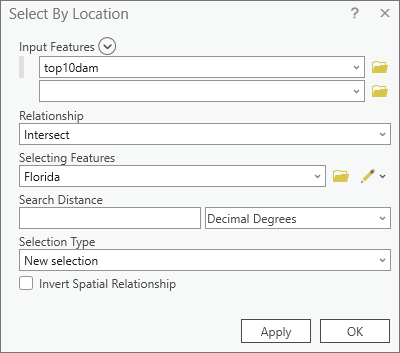 Select By Location ? ×
Input Features
top10dam
Relationship
Intersect
Selecting Features
Florida
Search Distance
Decimal Degrees
Selection Type
New selection
Invert Spatial Relationship
Apply OK